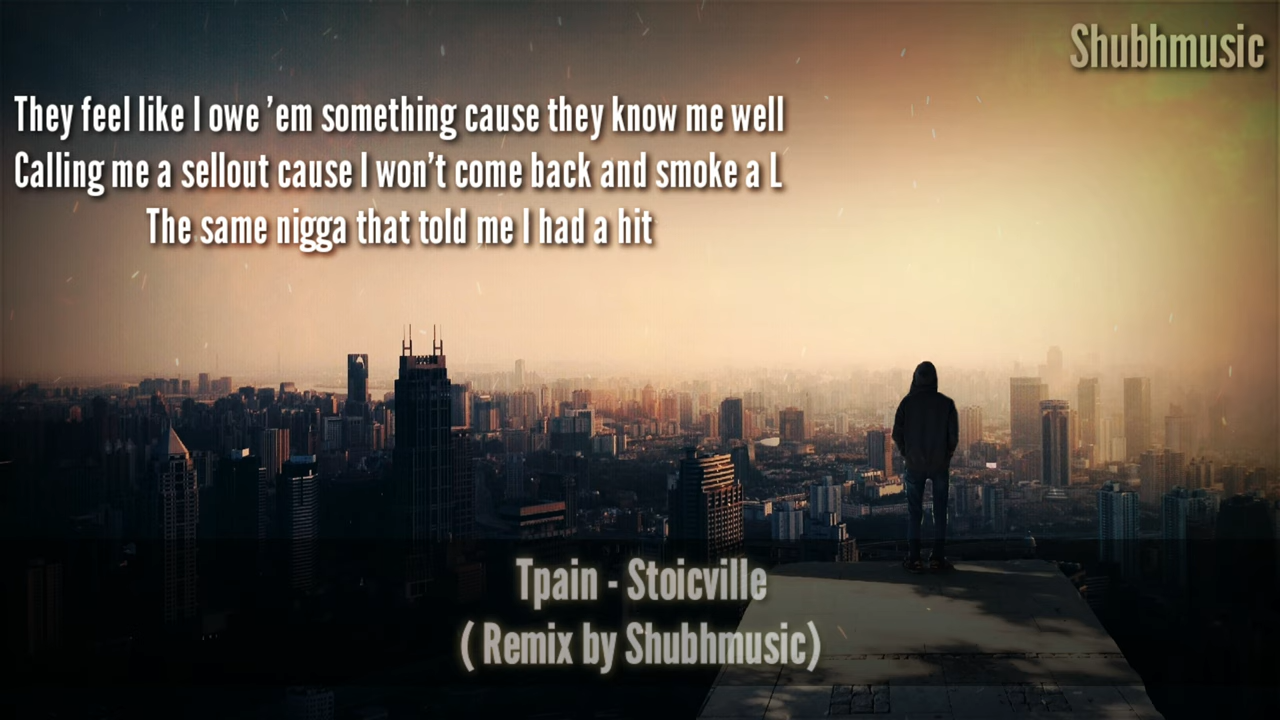 Shubhmusic
They feel like I owe 'em something cause they know me well
Calling me a sellout cause I won't come back and smoke a L
The same nigga that told me I had a hit
Tpain - Stoicville
( Remix by Shubhmusic)